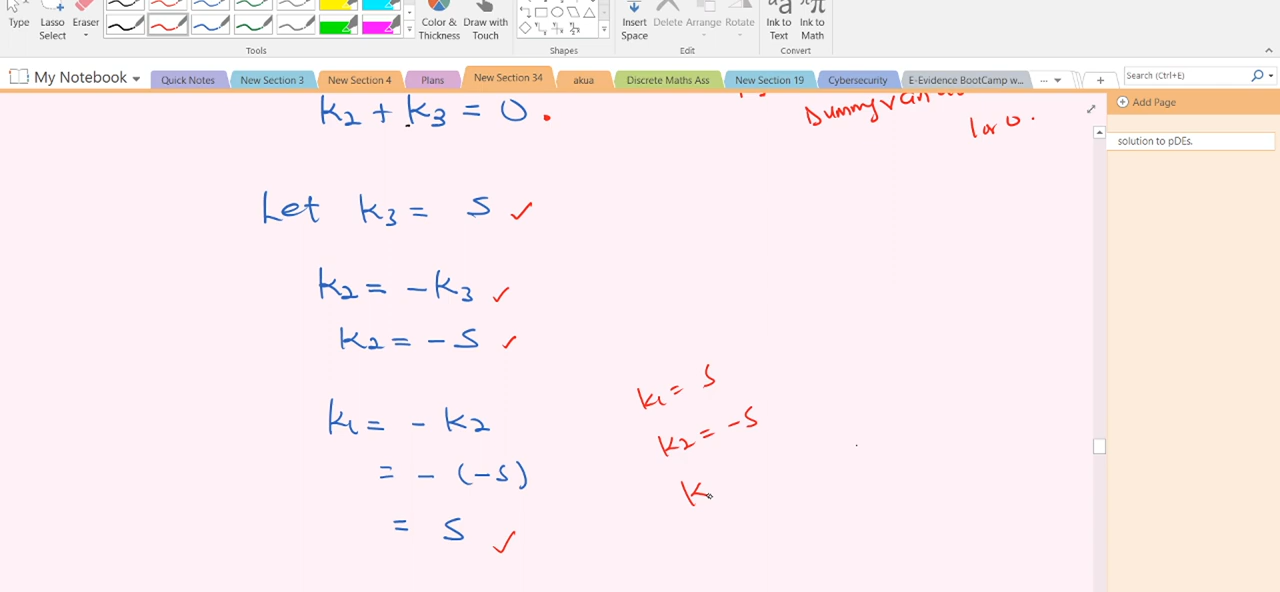 Type
Lasso Select
Eraser
Color & Thickness
Draw with Touch
Insert Space
Delete
Arrange
Rotate
Ink to Text
Ink to Math
Tools
Shapes
Edit
Convert
My Notebook
Quick Notes
New Section 3
New Section 4
Plans
New Section 34
akua
Discrete Maths Ass
New Section 19
Cybersecurity
E-Evidence BootCamp w...
...
Search (Ctrl+E)
Add Page
solution to pDEs.
k2 + k3 = 0.
1 or 0.
Let k3 = S ✓
k2 = -k3 ✓
k2 = -S ✓
k1 = -k2
= -(-S)
= S ✓
k1 = S
k2 = -S
K